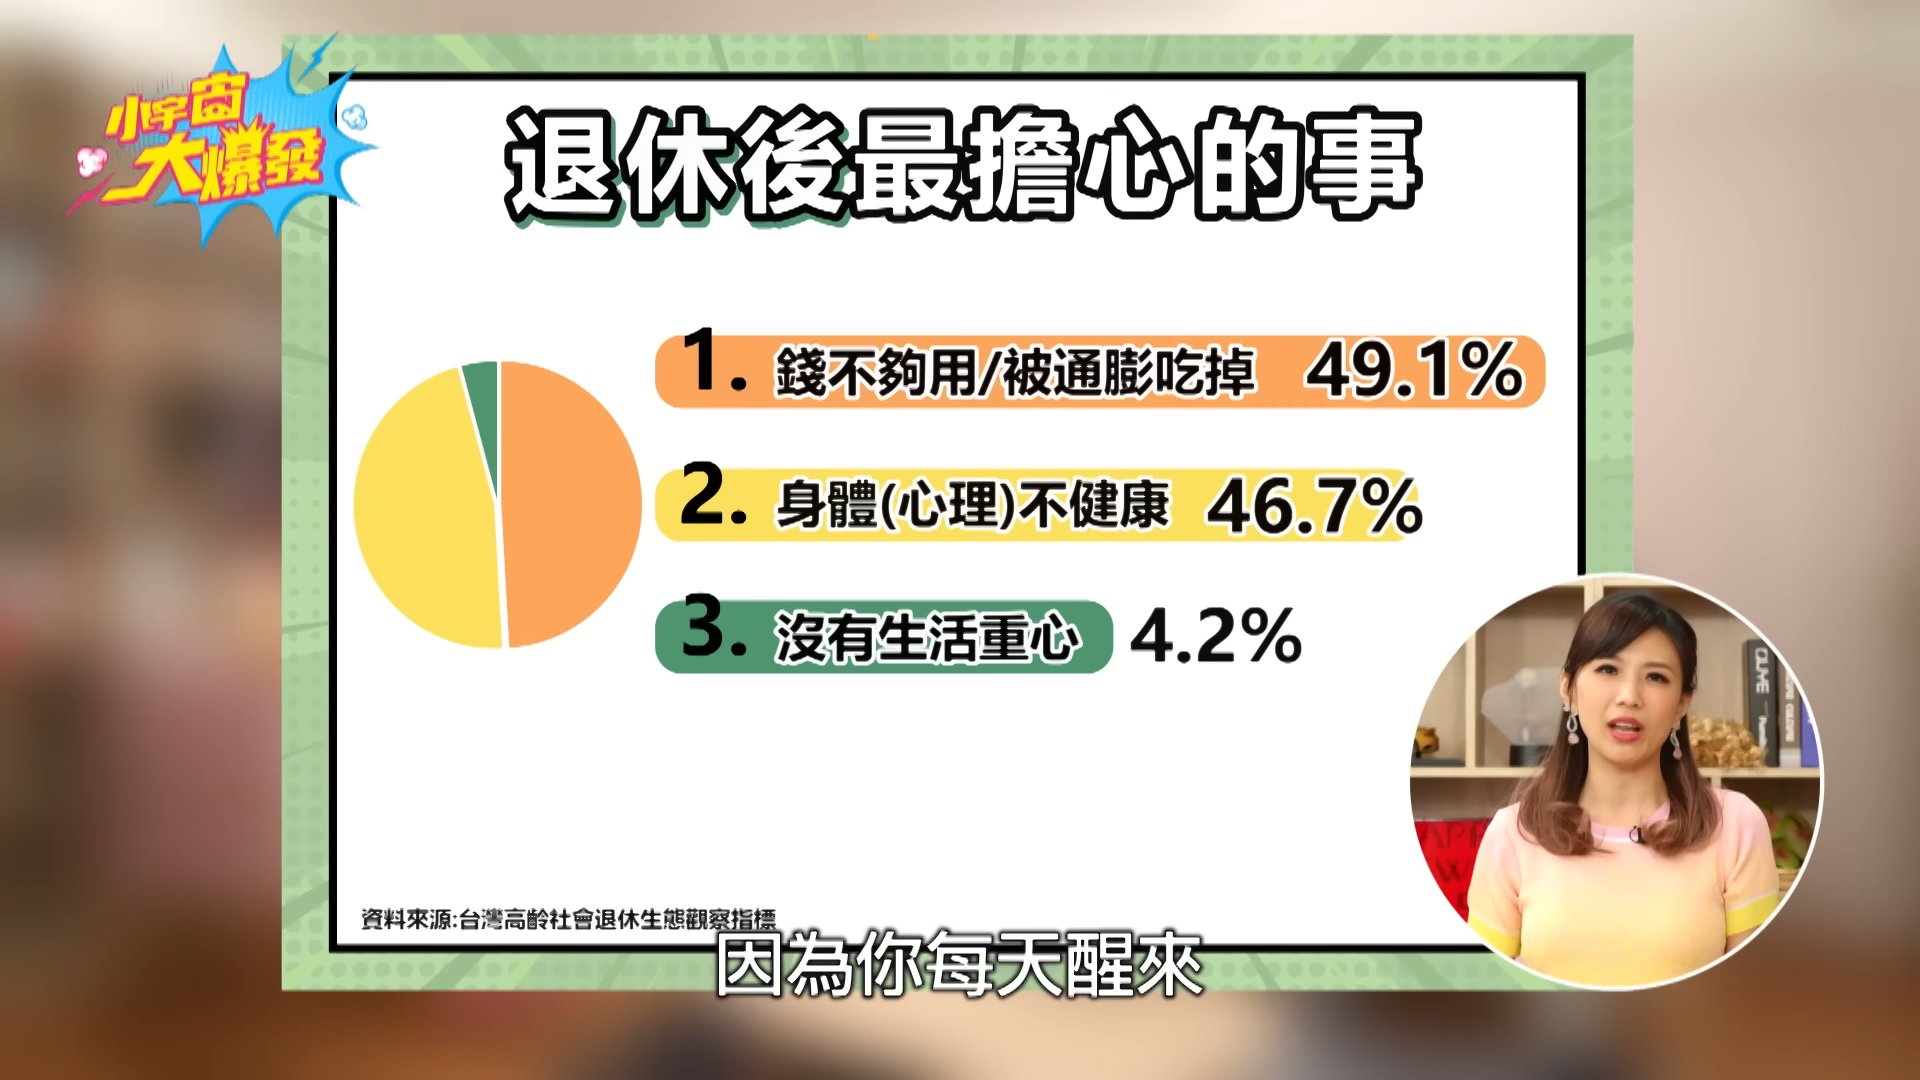 小宇宙
大爆發
退休後最擔心的事
1. 錢不夠用/被通膨吃掉 49.1%
2. 身體(心理)不健康 46.7%
3. 沒有生活重心 4.2%
資料來源:台灣高齡社會退休生態觀察指標
因為你每天醒來